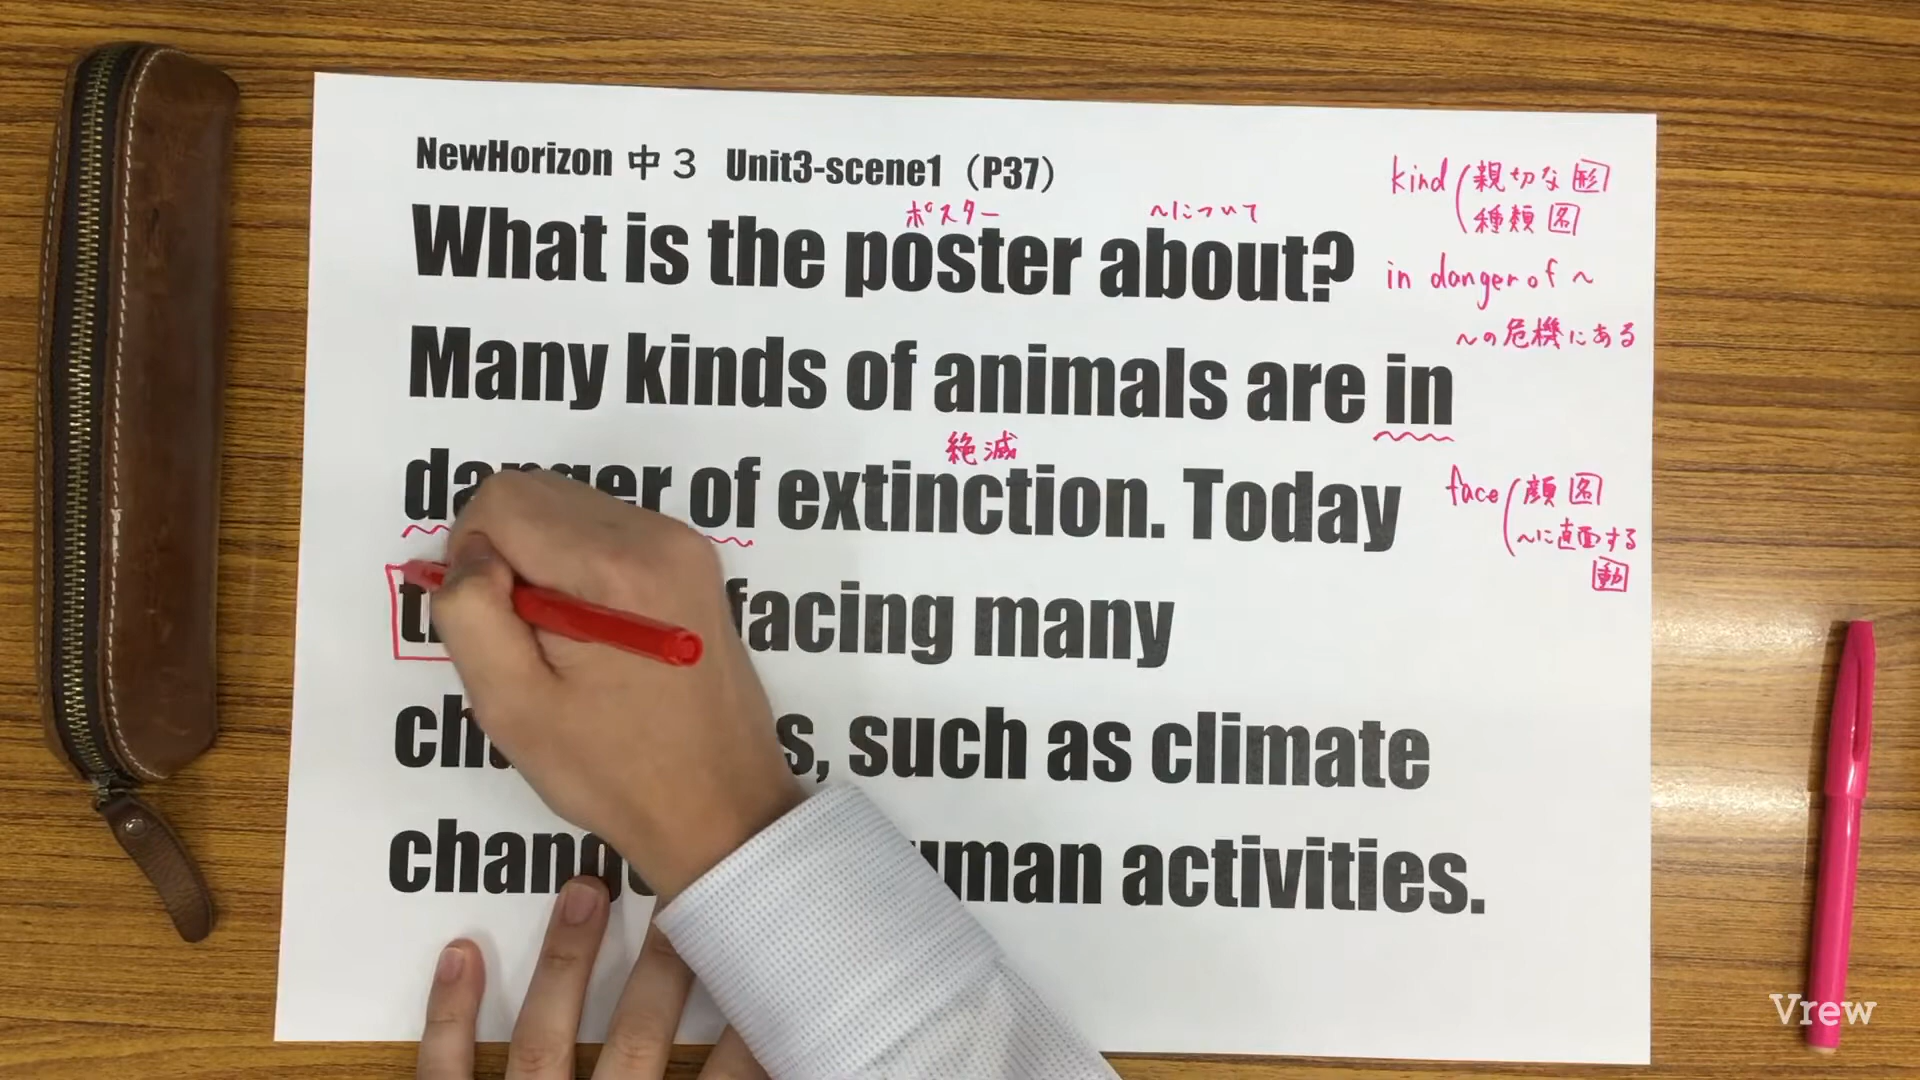 NewHorizon 中３ Unit3-scene1（P37）
ポスター ～について
What is the poster about?
kind 親切な 形
種類 名
in danger of ～
～の危機にある
Many kinds of animals are in
絶滅
danger of extinction. Today
face 顔 名
～に直面する
動
facing many
such as climate
activities.
Vrew